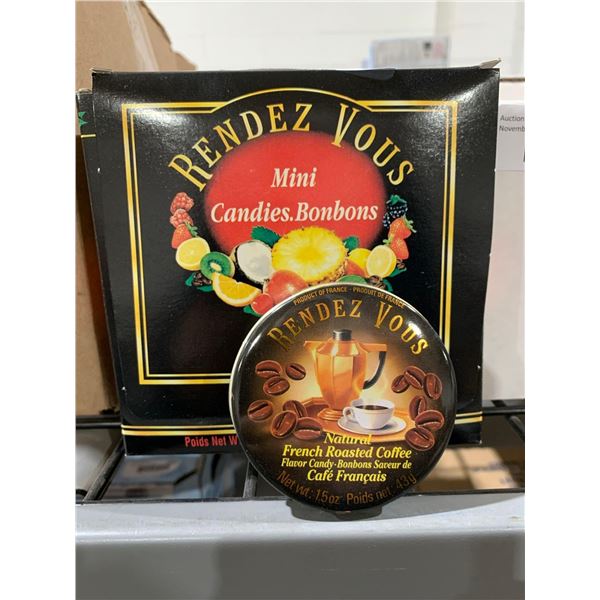 RENDEZ VOUS
Mini
Candies.Bonbons
Poids Net W
Auction
Novemb
PRODUCT OF FRANCE - PRODUIT DE FRANCE
RENDEZ VOUS
Natural
French Roasted Coffee
Flavor Candy-Bonbons Saveur de
Café Français
Net wt. 1.5 oz Poids net. 43g